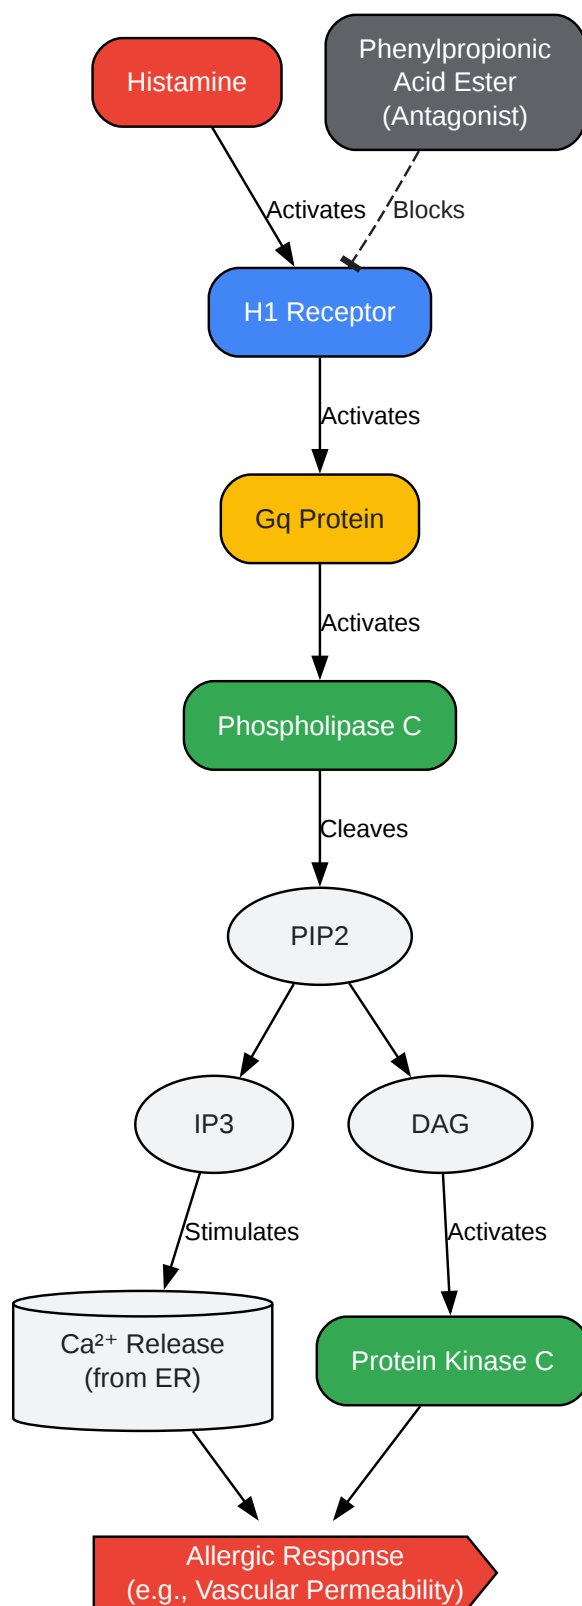 Histamine
Phenylpropionic
Acid Ester
(Antagonist)
Activates
Blocks
H1 Receptor
Activates
Gq Protein
Activates
Phospholipase C
Cleaves
PIP2
IP3
DAG
Stimulates
Activates
Ca²⁺ Release
(from ER)
Protein Kinase C
Allergic Response
(e.g., Vascular Permeability)